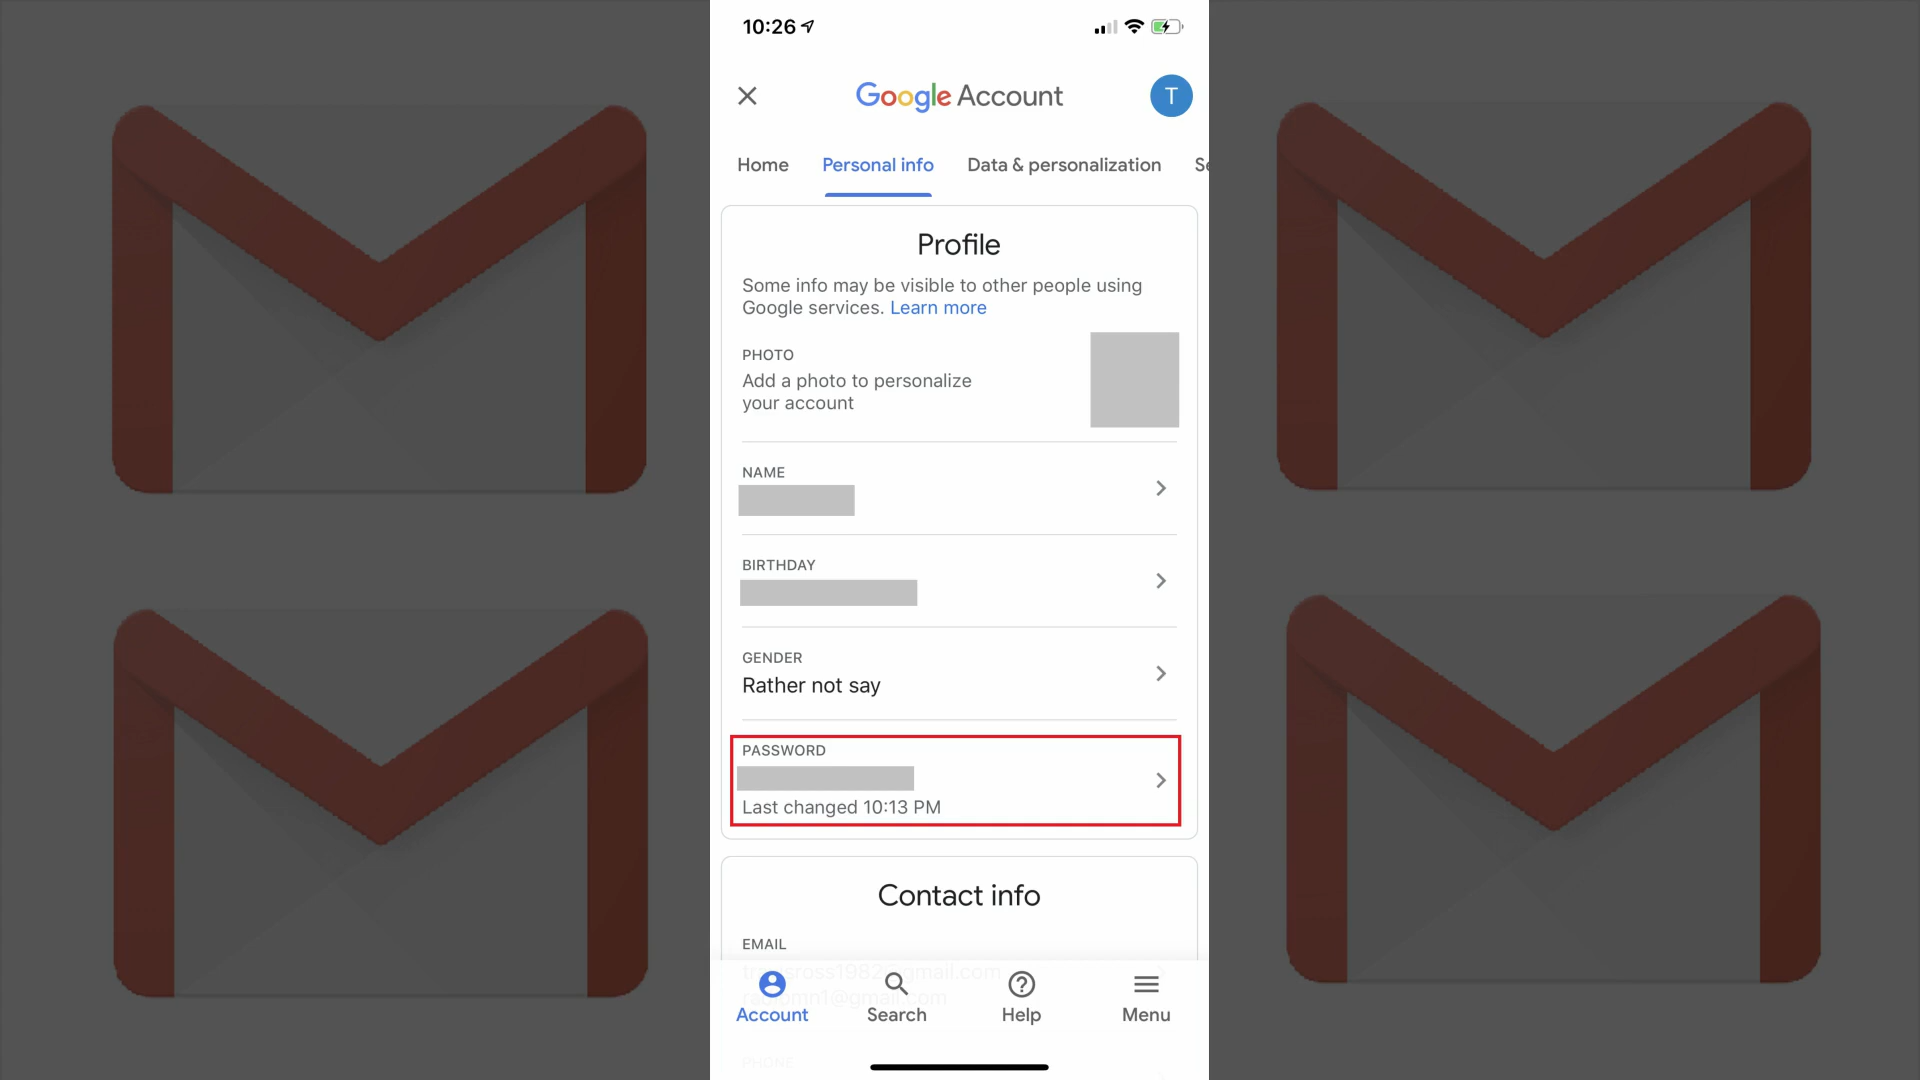 10:26
Google Account
T
Home Personal info Data & personalization Se
Profile
Some info may be visible to other people using
Google services. Learn more
PHOTO
Add a photo to personalize
your account
NAME
BIRTHDAY
GENDER
Rather not say
PASSWORD
Last changed 10:13 PM
Contact info
EMAIL
Account Search Help Menu
PHONE